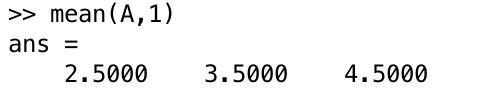 >> mean(A,1)
ans =
2.5000 3.5000 4.5000